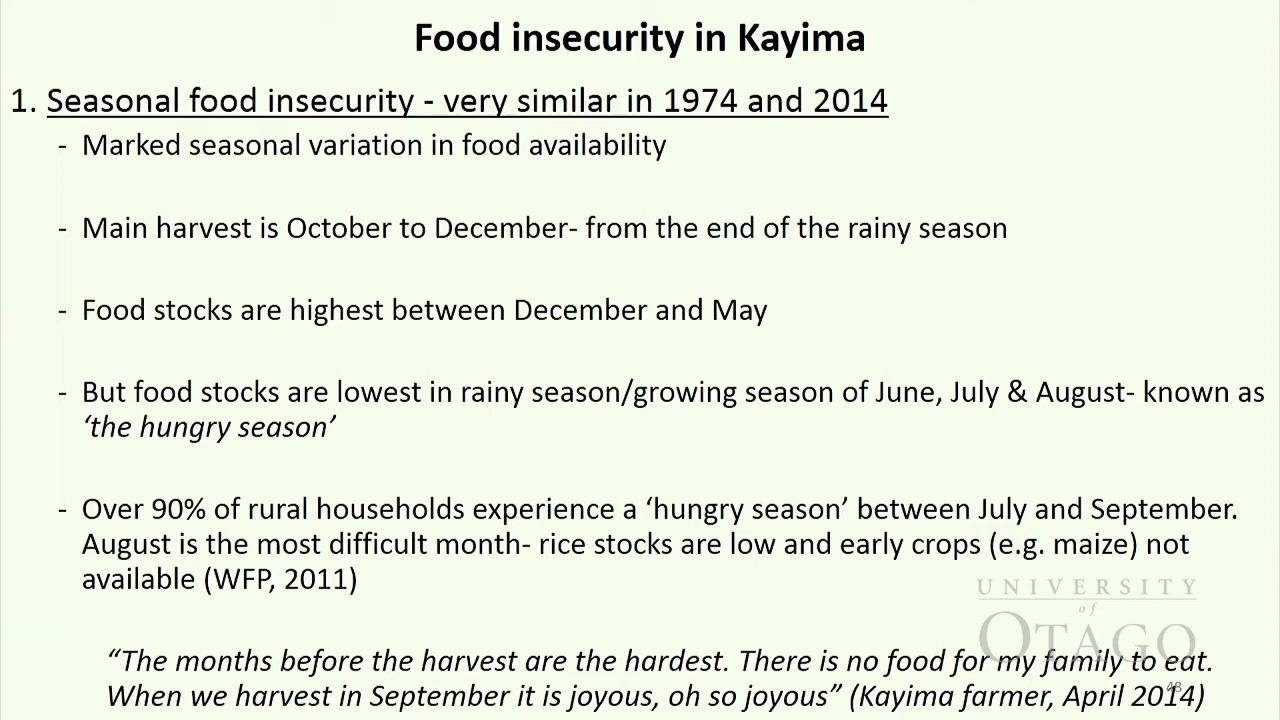 Food insecurity in Kayima
1. Seasonal food insecurity - very similar in 1974 and 2014
- Marked seasonal variation in food availability
- Main harvest is October to December- from the end of the rainy season
- Food stocks are highest between December and May
- But food stocks are lowest in rainy season/growing season of June, July & August- known as
‘the hungry season’
- Over 90% of rural households experience a ‘hungry season’ between July and September.
August is the most difficult month- rice stocks are low and early crops (e.g. maize) not
available (WFP, 2011)
UNIVERSITY
of
OTAGO
“The months before the harvest are the hardest. There is no food for my family to eat.
When we harvest in September it is joyous, oh so joyous” (Kayima farmer, April 2014)
48